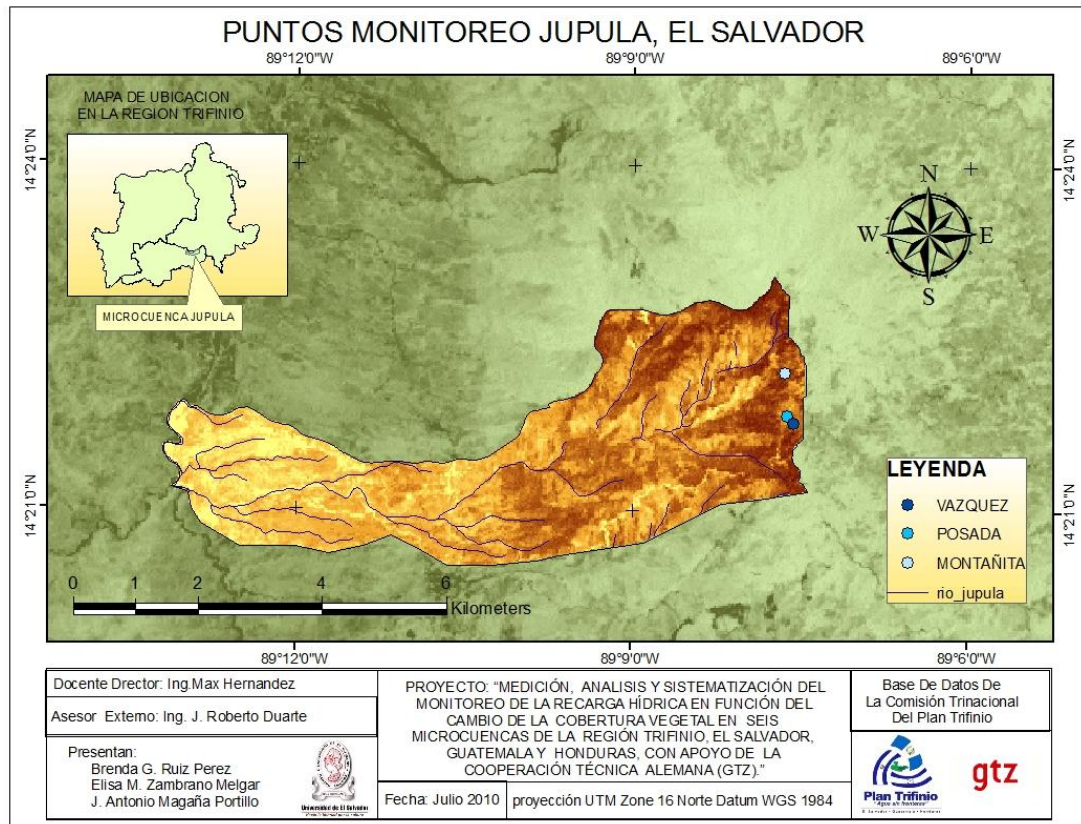 PUNTOS MONITOREO JUPULA, EL SALVADOR
89°12'0"W
89°9'0"W
89°6'0"W
MAPA DE UBICACION
EN LA REGION TRIFINIO
MICROCUENCA JUPULA
14°24'0"N
14°24'0"N
N
W
E
S
14°21'0"N
14°21'0"N
LEYENDA
VAZQUEZ
POSADA
MONTAÑITA
rio_jupula
0 1 2 4 6
Kilometers
89°12'0"W
89°9'0"W
89°6'0"W
Docente Director: Ing.Max Hernandez
Asesor Externo: Ing. J. Roberto Duarte
Presentan:
Brenda G. Ruiz Perez
Elisa M. Zambrano Melgar
J. Antonio Magaña Portillo
Universidad de El Salvador
PROYECTO: "MEDICIÓN, ANALISIS Y SISTEMATIZACIÓN DEL
MONITOREO DE LA RECARGA HÍDRICA EN FUNCIÓN DEL
CAMBIO DE LA COBERTURA VEGETAL EN SEIS
MICROCUENCAS DE LA REGIÓN TRIFINIO, EL SALVADOR,
GUATEMALA Y HONDURAS, CON APOYO DE LA
COOPERACIÓN TÉCNICA ALEMANA (GTZ)."
Fecha: Julio 2010
proyección UTM Zone 16 Norte Datum WGS 1984
Base De Datos De
La Comisión Trinacional
Del Plan Trifinio
Plan Trifinio
"Agua sin fronteras"
El Salvador - Guatemala - Honduras
gtz